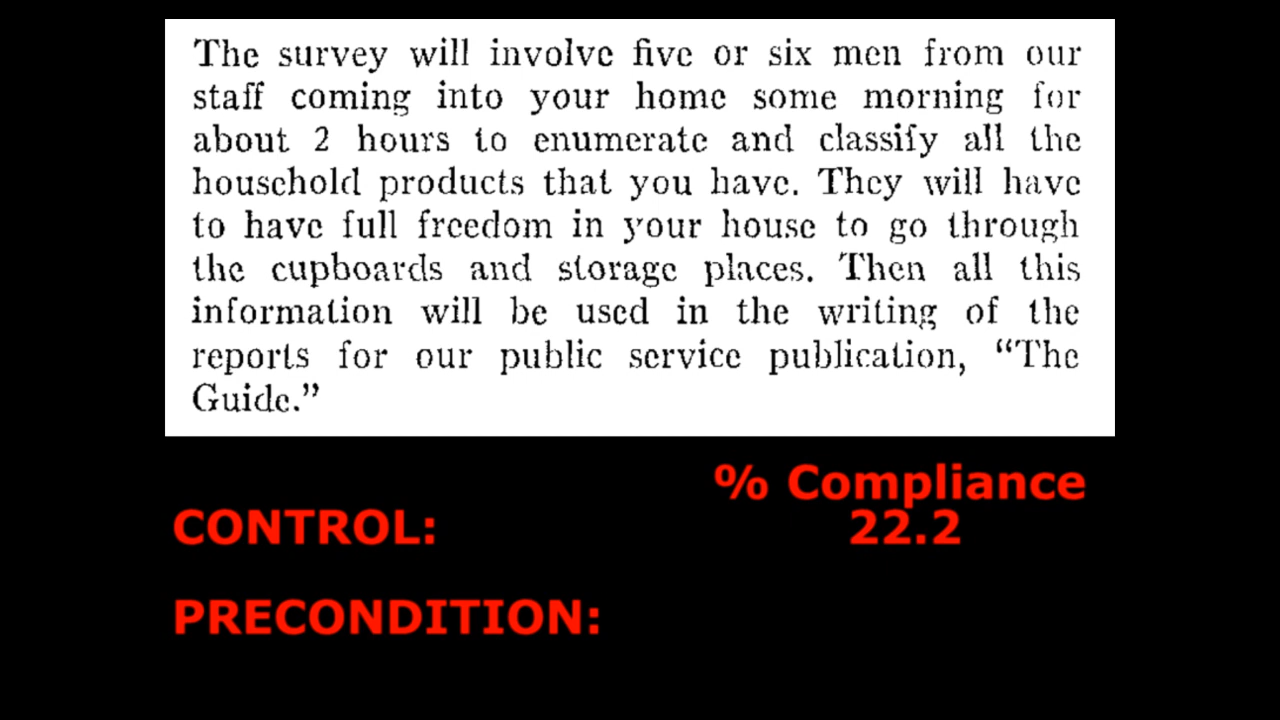 The survey will involve five or six men from our
staff coming into your home some morning for
about 2 hours to enumerate and classify all the
household products that you have. They will have
to have full freedom in your house to go through
the cupboards and storage places. Then all this
information will be used in the writing of the
reports for our public service publication, “The
Guide.”
% Compliance
CONTROL: 22.2
PRECONDITION: